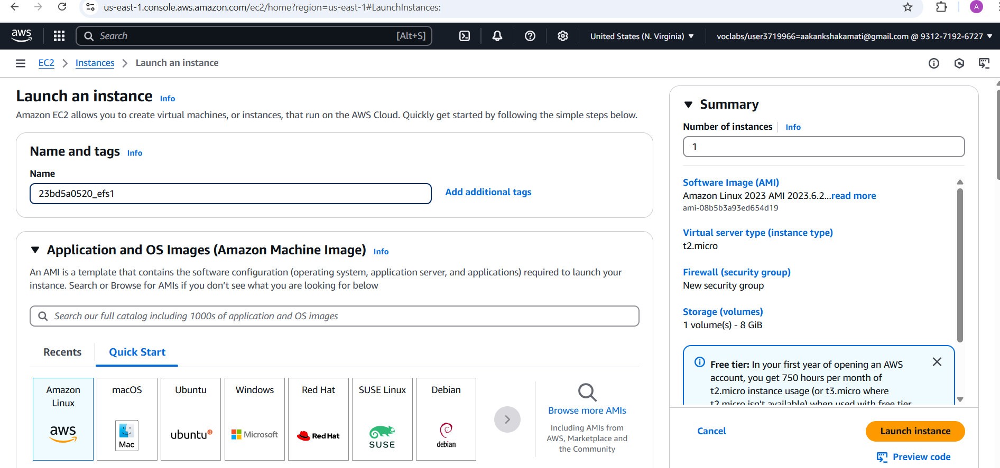 us-east-1.console.aws.amazon.com/ec2/home?region=us-east-1#LaunchInstances:
A
aws
Search
[Alt+S]
United States (N. Virginia)
voclabs/user3719966=aakankshakamati@gmail.com @ 9312-7192-6727
EC2 > Instances > Launch an instance
Launch an instance Info
Amazon EC2 allows you to create virtual machines, or instances, that run on the AWS Cloud. Quickly get started by following the simple steps below.
Name and tags Info
Name
23bd5a0520_efs1
Add additional tags
Application and OS Images (Amazon Machine Image) Info
An AMI is a template that contains the software configuration (operating system, application server, and applications) required to launch your
instance. Search or Browse for AMIs if you don’t see what you are looking for below
Search our full catalog including 1000s of application and OS images
Recents
Quick Start
Amazon
Linux
aws
macOS
Mac
Ubuntu
ubuntu
Windows
Microsoft
Red Hat
RedHat
SUSE Linux
SUSE
Debian
debian
Browse more AMIs
Including AMIs from
AWS, Marketplace and
the Community
Summary
Number of instances Info
1
Software Image (AMI)
Amazon Linux 2023 AMI 2023.6.2...read more
ami-08b5b3a93ed654d19
Virtual server type (instance type)
t2.micro
Firewall (security group)
New security group
Storage (volumes)
1 volume(s) - 8 GiB
Free tier: In your first year of opening an AWS
account, you get 750 hours per month of
t2.micro instance usage (or t3.micro where
t2.micro isn't available) when used with free tier
Cancel
Launch instance
Preview code